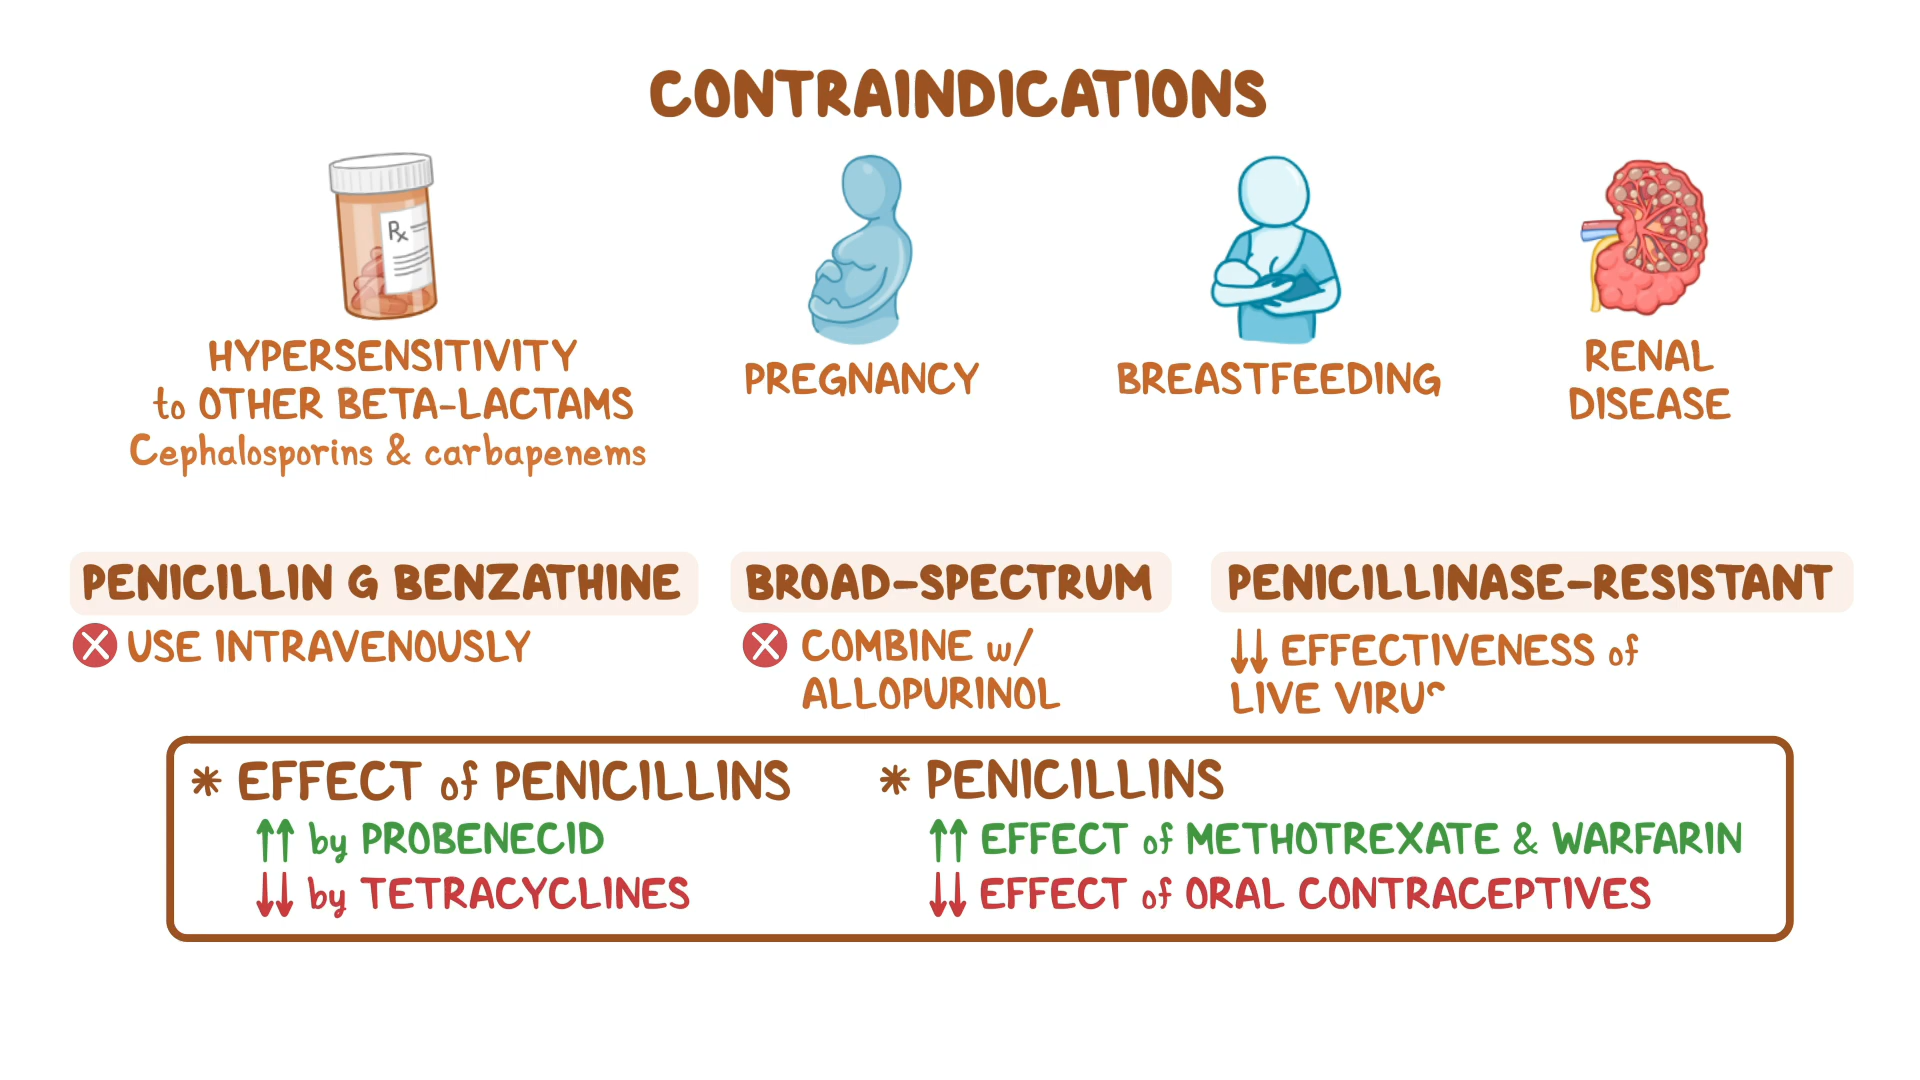 CONTRAINDICATIONS
Rx
HYPERSENSITIVITY
to OTHER BETA-LACTAMS
Cephalosporins & carbapenems
PREGNANCY
BREASTFEEDING
RENAL
DISEASE
PENICILLIN G BENZATHINE
USE INTRAVENOUSLY
BROAD-SPECTRUM
COMBINE w/
ALLOPURINOL
PENICILLINASE-RESISTANT
↓↓ EFFECTIVENESS of
LIVE
* EFFECT of PENICILLINS
↑↑ by PROBENECID
↓↓ by TETRACYCLINES
* PENICILLINS
↑↑ EFFECT of METHOTREXATE & WARFARIN
↓↓ EFFECT of ORAL CONTRACEPTIVES